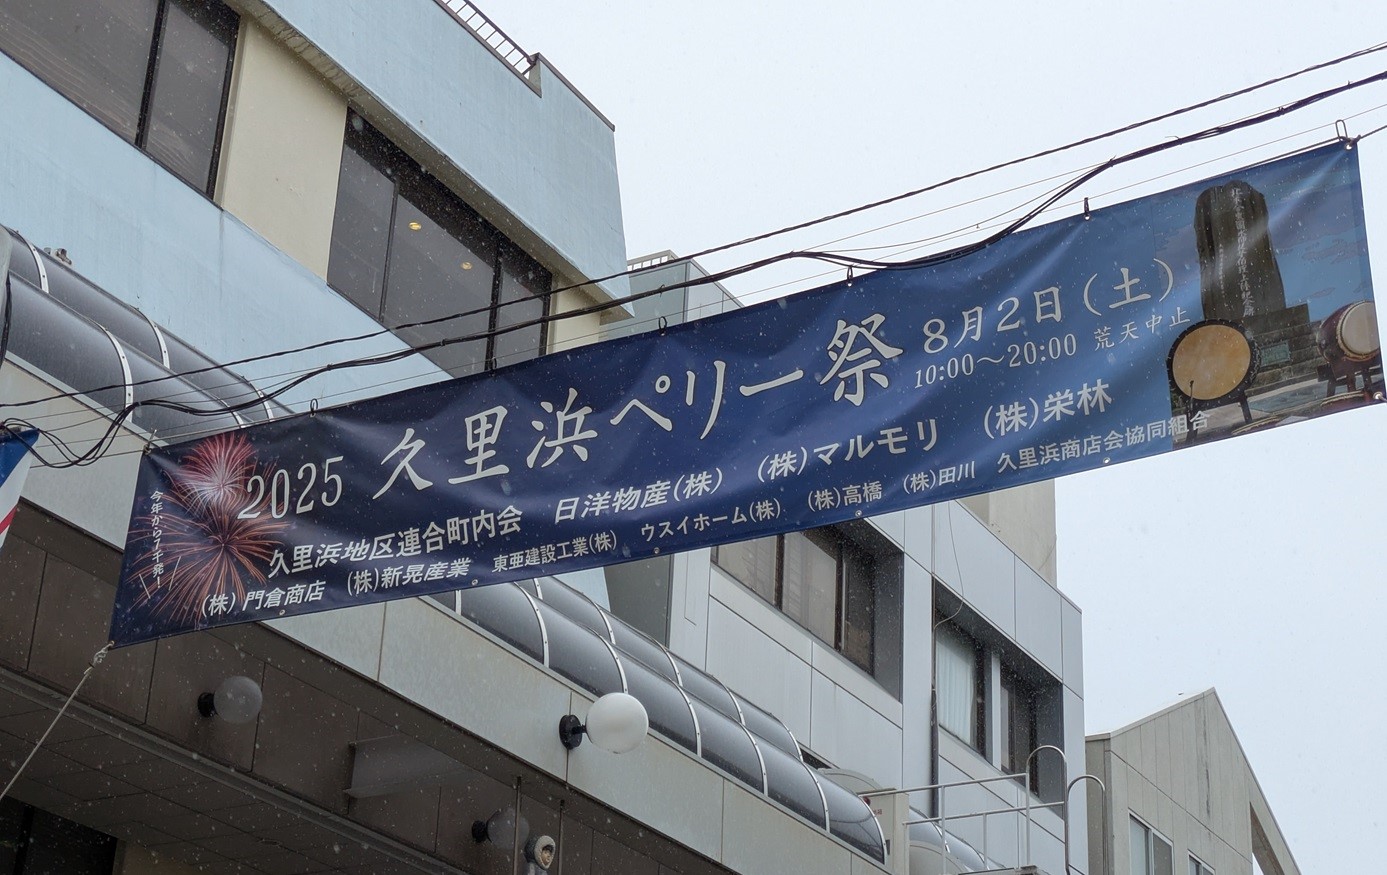 2025 久里浜ペリー祭
8月2日(土)
10:00～20:00 荒天中止
今年から7千発!
久里浜地区連合町内会 日洋物産(株) (株)マルモリ (株)栄林
(株)門倉商店 (株)新晃産業 東亜建設工業(株) ウスイホーム(株) (株)高橋 (株)田川 久里浜商店会協同組合